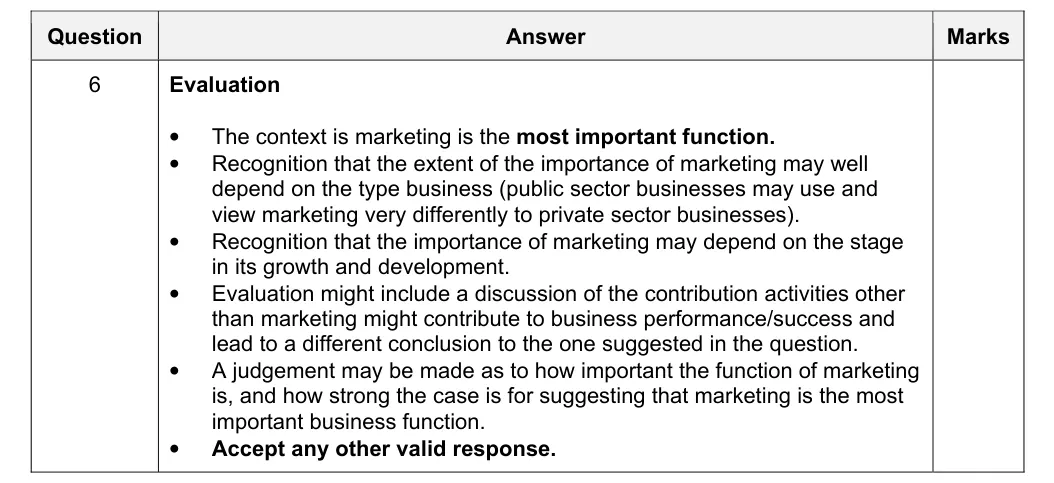 Question Answer Marks
6 Evaluation
• The context is marketing is the most important function.
• Recognition that the extent of the importance of marketing may well
depend on the type business (public sector businesses may use and
view marketing very differently to private sector businesses).
• Recognition that the importance of marketing may depend on the stage
in its growth and development.
• Evaluation might include a discussion of the contribution activities other
than marketing might contribute to business performance/success and
lead to a different conclusion to the one suggested in the question.
• A judgement may be made as to how important the function of marketing
is, and how strong the case is for suggesting that marketing is the most
important business function.
• Accept any other valid response.